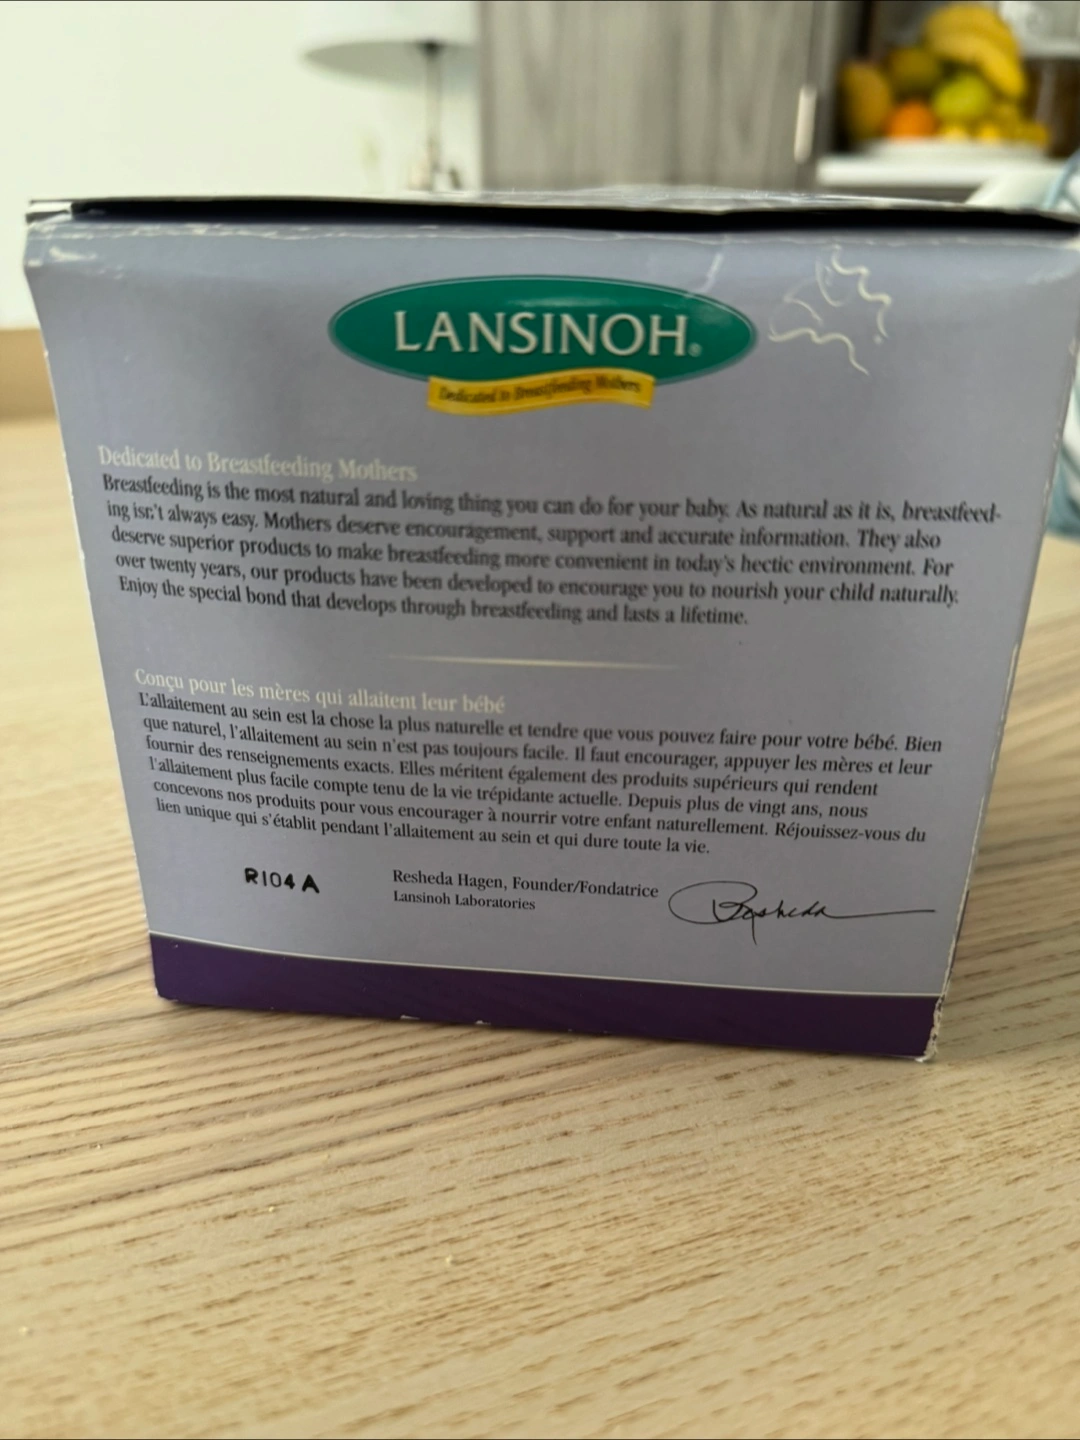 LANSINOH®
Dedicated to Breastfeeding Mothers
Dedicated to Breastfeeding Mothers
Breastfeeding is the most natural and loving thing you can do for your baby. As natural as it is, breastfeed-
ing isn't always easy. Mothers deserve encouragement, support and accurate information. They also
deserve superior products to make breastfeeding more convenient in today's hectic environment. For
over twenty years, our products have been developed to encourage you to nourish your child naturally.
Enjoy the special bond that develops through breastfeeding and lasts a lifetime.
Conçu pour les mères qui allaitent leur bébé
L'allaitement au sein est la chose la plus naturelle et tendre que vous pouvez faire pour votre bébé. Bien
que naturel, l'allaitement au sein n'est pas toujours facile. Il faut encourager, appuyer les mères et leur
fournir des renseignements exacts. Elles méritent également des produits supérieurs qui rendent
l'allaitement plus facile compte tenu de la vie trépidante actuelle. Depuis plus de vingt ans, nous
concevons nos produits pour vous encourager à nourrir votre enfant naturellement. Réjouissez-vous du
lien unique qui s'établit pendant l'allaitement au sein et qui dure toute la vie.
R104A
Resheda Hagen, Founder/Fondatrice
Lansinoh Laboratories
Resheda